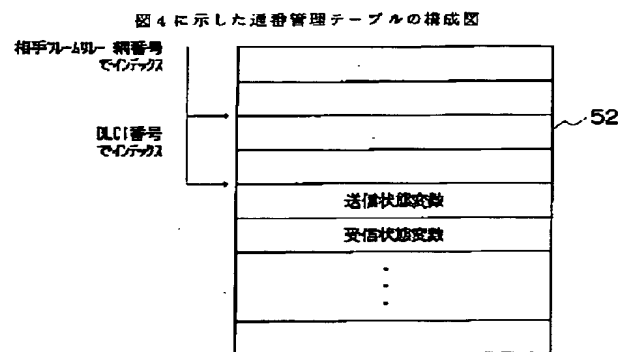 図4に示した通番管理テーブルの構成図
相手フレームリレー網番号
でインデックス
52
DLCI番号
でインデックス
送信状態変数
受信状態変数